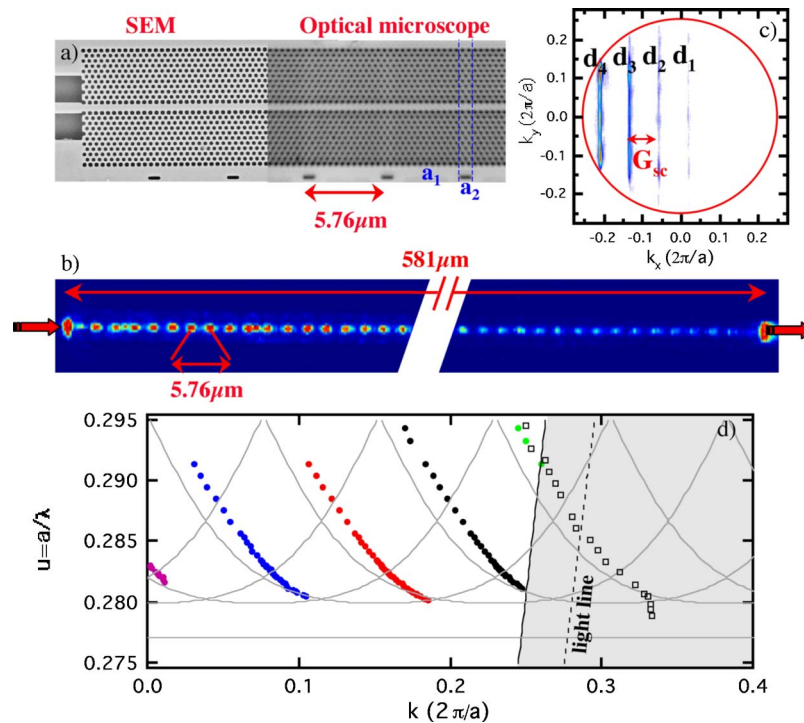 SEM Optical microscope
a)
a₁ a₂
5.76µm
c)
d₄ d₃ d₂ d₁
G_sc
k_y (2π/a)
0.2
0.1
0.0
-0.1
-0.2
-0.2 -0.1 0.0 0.1 0.2
k_x (2π/a)
b)
581µm
5.76µm
d)
u=a/λ
0.295
0.290
0.285
0.280
0.275
light line
0.0 0.1 0.2 0.3 0.4
k (2π/a)